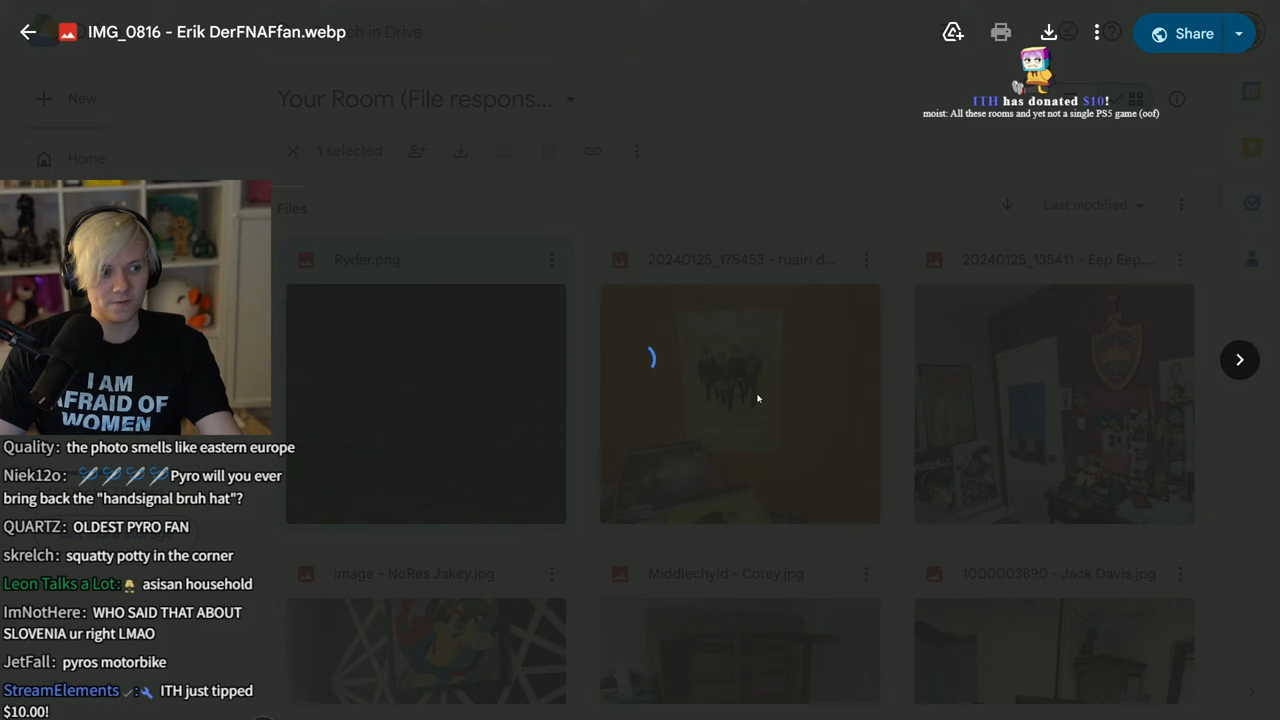 IMG_0816 - Erik DerFNAFfan.webp
Share
ch in Drive
New
Your Room (File respons...
ITH has donated $10!
moist: All these rooms and yet not a single PS5 game (oof)
Home
1 selected
Files
Last modified
Ryder.png
20240125_175453 - ruairi d...
20240125_135411 - Eep Eep....
I AM
AFRAID OF
WOMEN
Quality: the photo smells like eastern europe
Niek12o: Pyro will you ever
bring back the "handsignal bruh hat"?
QUARTZ: OLDEST PYRO FAN
skrelch: squatty potty in the corner
Leon Talks a Lot: asisan household
ImNotHere: WHO SAID THAT ABOUT
SLOVENIA ur right LMAO
JetFall: pyros motorbike
StreamElements: ITH just tipped
$10.00!
Image - NoRes Jakey.jpg
Middiechyld - Corey.jpg
1000003890 - Jack Davis.jpg